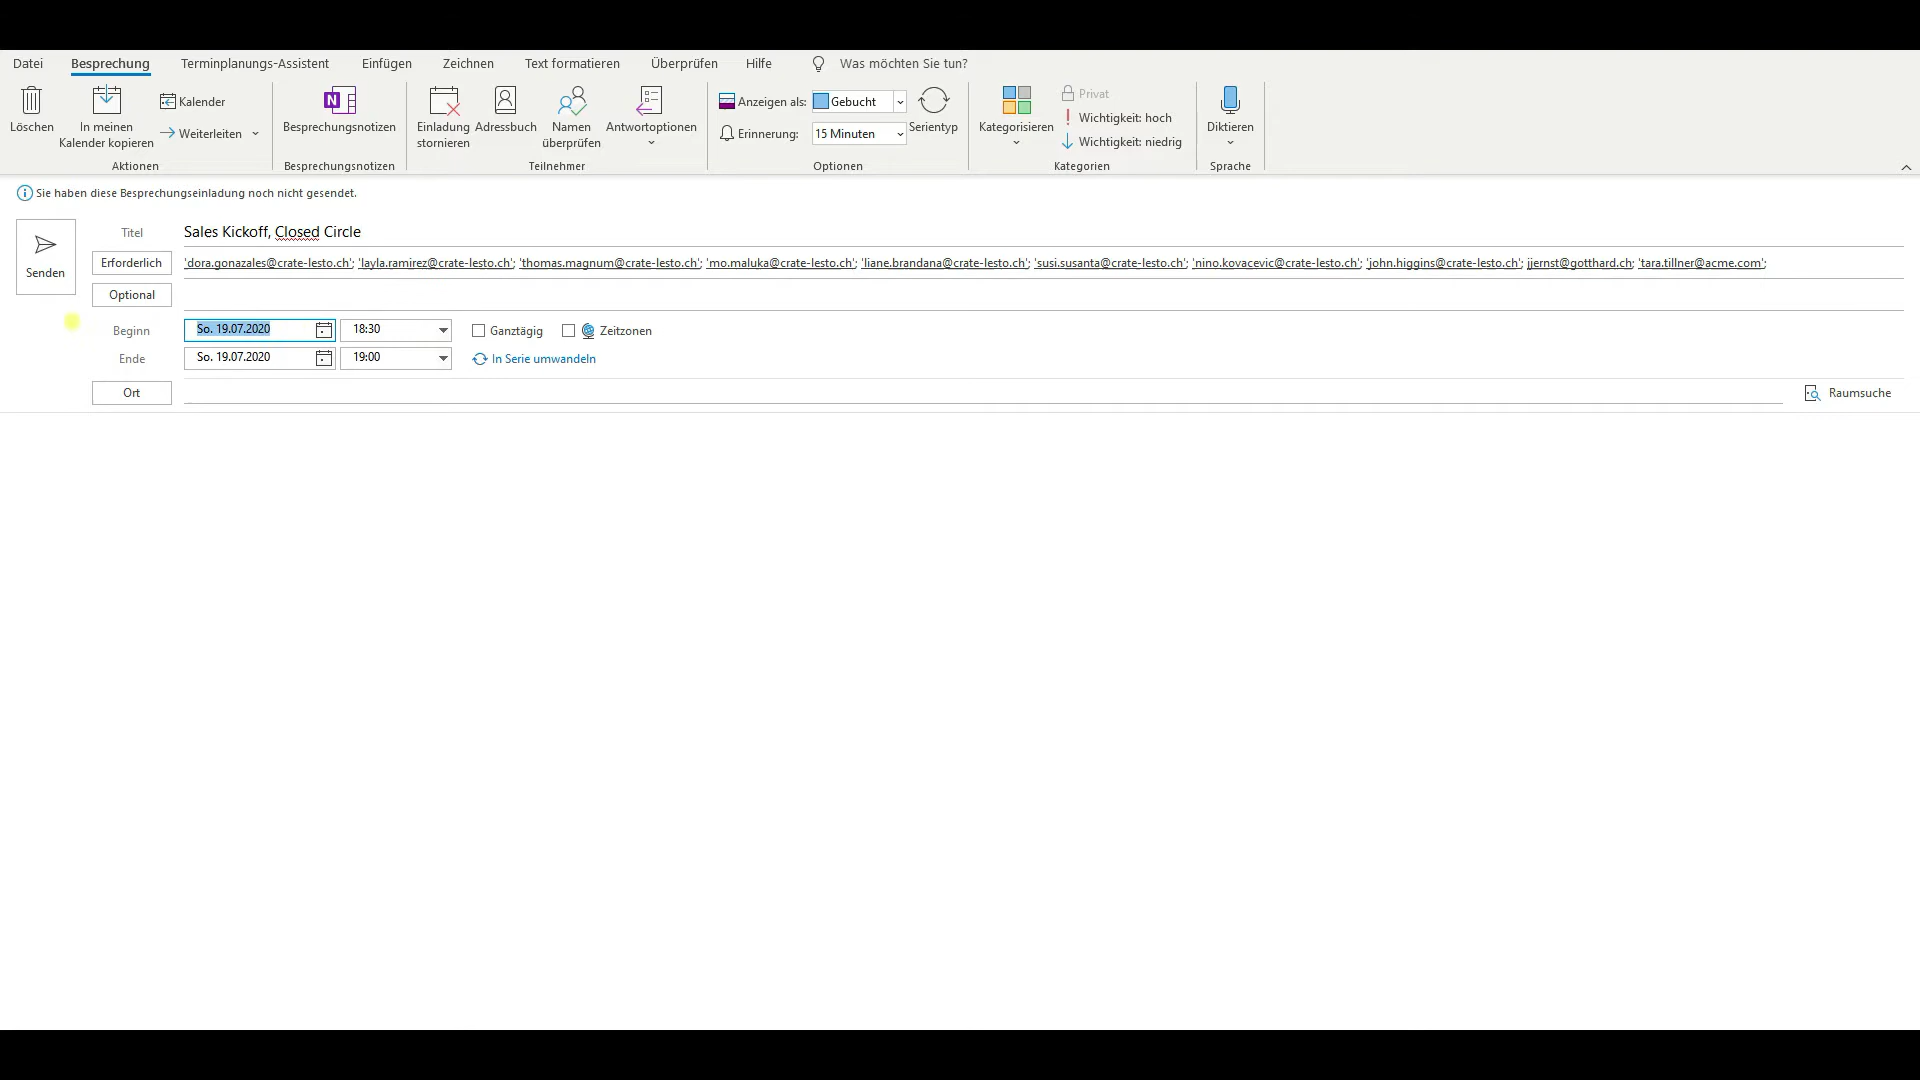 Datei Besprechung Terminplanungs-Assistent Einfügen Zeichnen Text formatieren Überprüfen Hilfe Was möchten Sie tun?
Löschen
In meinen
Kalender kopieren
Kalender
Weiterleiten
Aktionen
N
Besprechungsnotizen
Besprechungsnotizen
Einladung
stornieren
Adressbuch
Namen
überprüfen
Antwortoptionen
Teilnehmer
Anzeigen als: Gebucht
Erinnerung: 15 Minuten
Serientyp
Optionen
Kategorisieren
Privat
Wichtigkeit: hoch
Wichtigkeit: niedrig
Kategorien
Diktieren
Sprache
Sie haben diese Besprechungseinladung noch nicht gesendet.
Senden
Titel Sales Kickoff, Closed Circle
Erforderlich 'dora.gonazales@crate-lesto.ch'; 'layla.ramirez@crate-lesto.ch'; 'thomas.magnum@crate-lesto.ch'; 'mo.maluka@crate-lesto.ch'; 'liane.brandana@crate-lesto.ch'; 'susi.susanta@crate-lesto.ch'; 'nino.kovacevic@crate-lesto.ch'; 'john.higgins@crate-lesto.ch'; jjernst@gotthard.ch; 'tara.tillner@acme.com';
Optional
Beginn So. 19.07.2020 18:30 Ganztägig Zeitzonen
Ende So. 19.07.2020 19:00 In Serie umwandeln
Ort Raumsuche